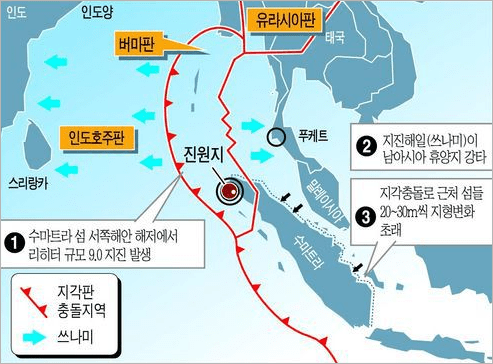 인도
인도양
유라시아판
버마판
태국
인도호주판
푸케트
진원지
스리랑카
말레이시아
수마트라
❶ 수마트라 섬 서쪽해안 해저에서
리히터 규모 9.0 지진 발생
❷ 지진해일(쓰나미)이
남아시아 휴양지 강타
❸ 지각충돌로 근처 섬들
20~30m씩 지형변화
초래
지각판
충돌지역
쓰나미